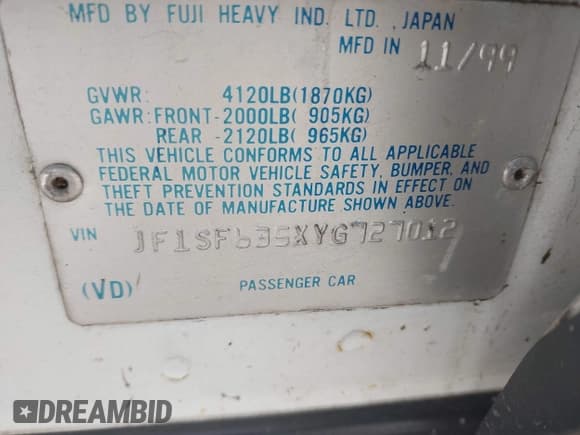 MFD BY FUJI HEAVY IND. LTD., JAPAN
MFD IN 11/99
GVWR: 4120LB(1870KG)
GAWR:FRONT-2000LB( 905KG)
REAR -2120LB( 965KG)
THIS VEHICLE CONFORMS TO ALL APPLICABLE
FEDERAL MOTOR VEHICLE SAFETY, BUMPER, AND
THEFT PREVENTION STANDARDS IN EFFECT ON
THE DATE OF MANUFACTURE SHOWN ABOVE.
VIN JF1SF635XYG727012
(VD) PASSENGER CAR
DREAMBID